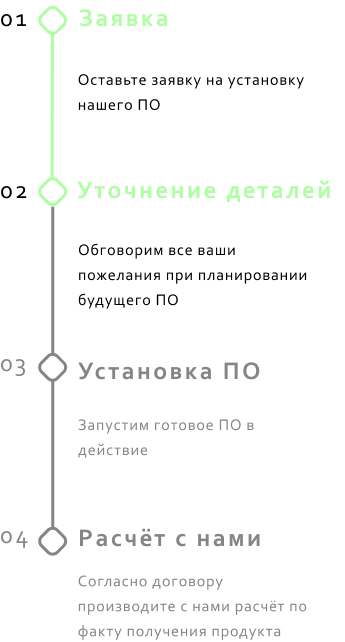 01 Заявка
Оставьте заявку на установку
нашего ПО
02 Уточнение деталей
Обговорим все ваши
пожелания при планировании
будущего ПО
03 Установка ПО
Запустим готовое ПО в
действие
04 Расчёт с нами
Согласно договору
производите с нами расчёт по
факту получения продукта